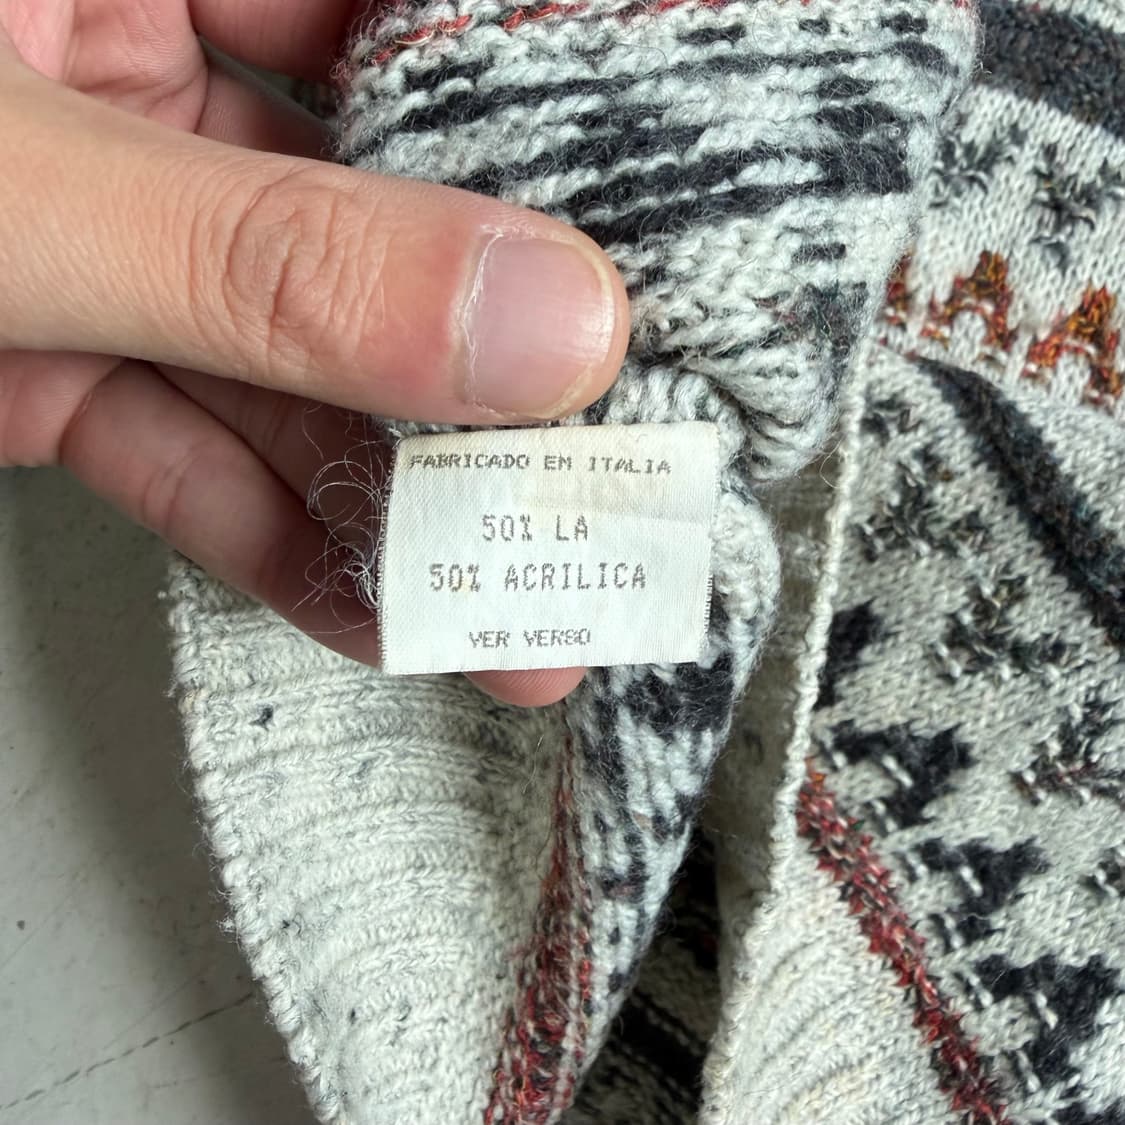 FABRICADO EM ITALIA
50% LA
50% ACRILICA
VER VERSO